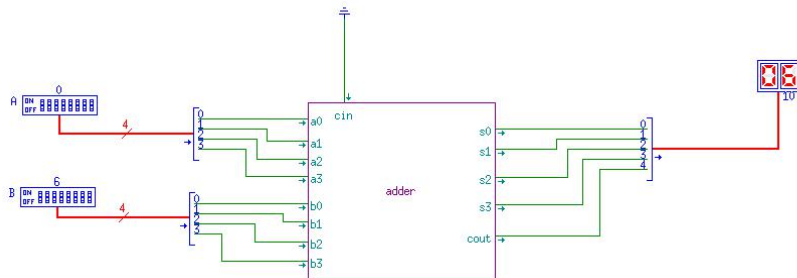 0
A ON OFF
4
0
1
2
3
cin
a0
a1
a2
a3
6
B ON OFF
4
0
1
2
3
b0
b1
b2
b3
adder
s0
s1
s2
s3
cout
0
1
2
3
4
06
10